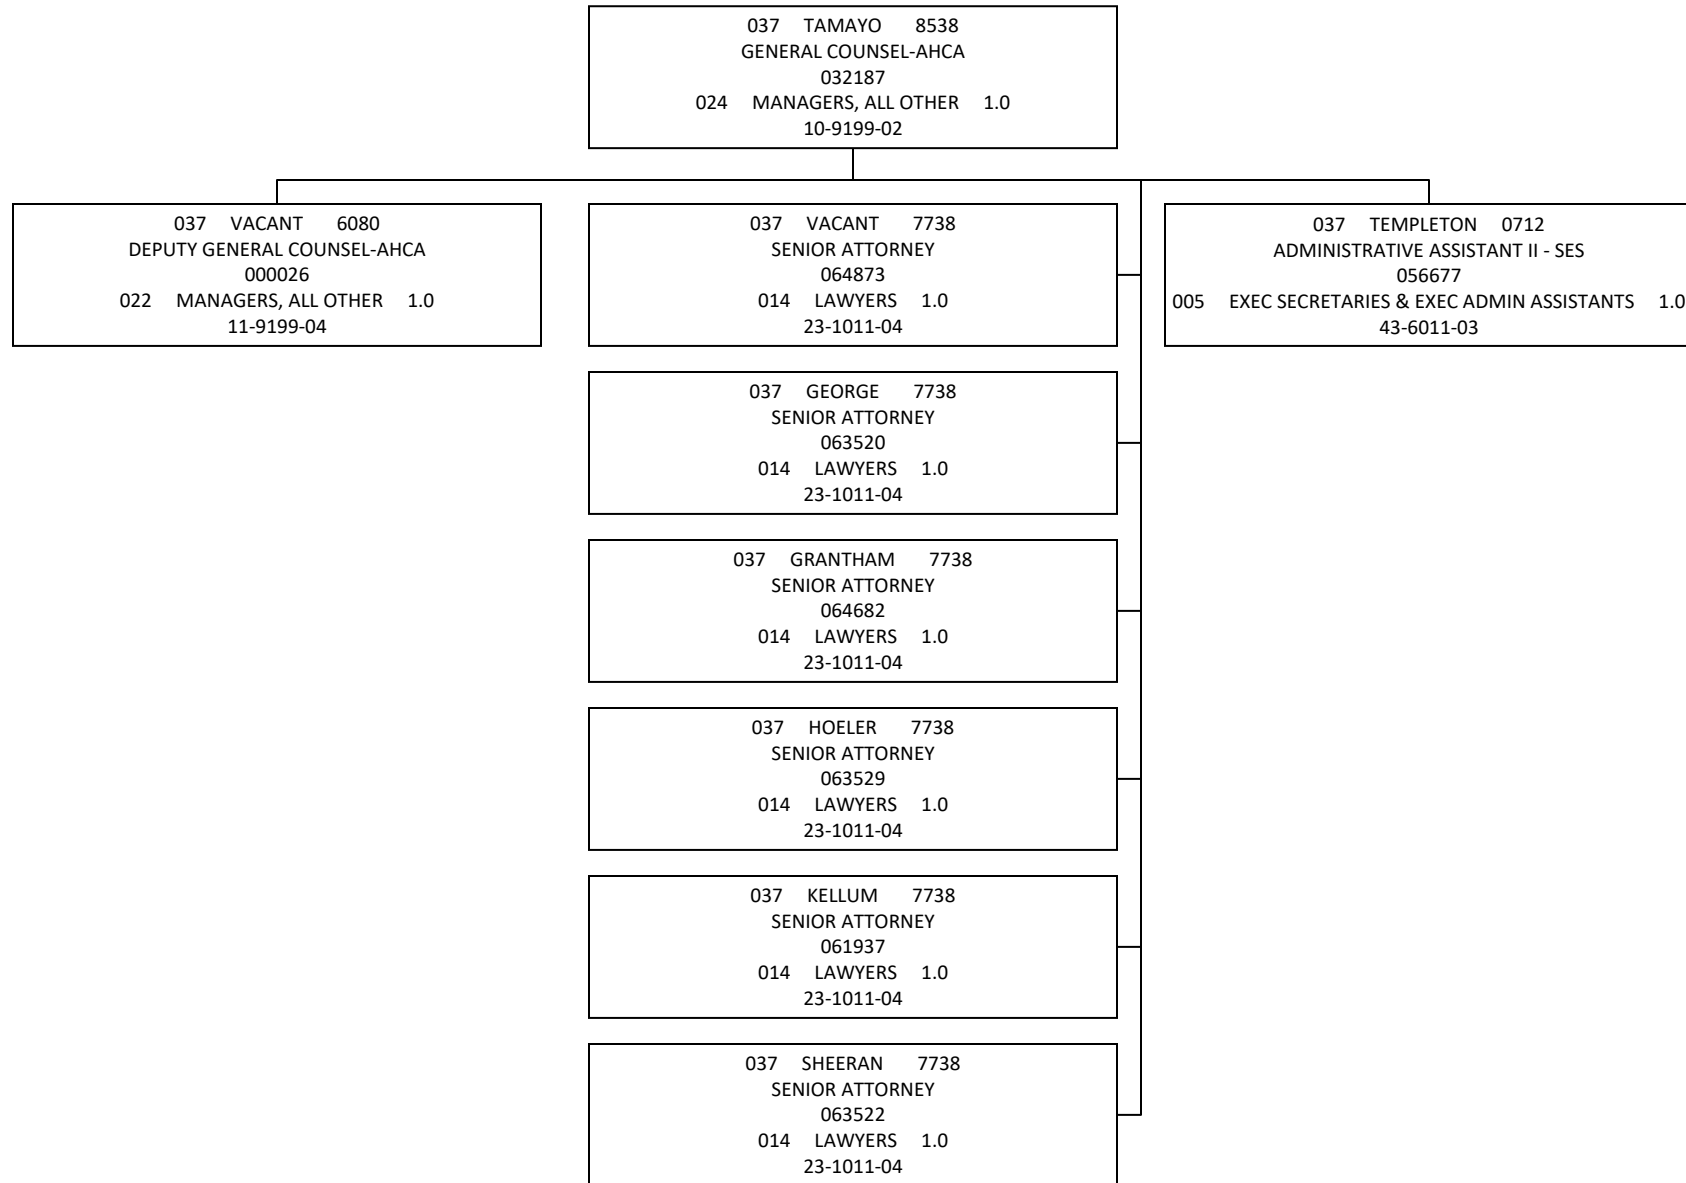 037 TAMAYO 8538
GENERAL COUNSEL-AHCA
032187
024 MANAGERS, ALL OTHER 1.0
10-9199-02
037 VACANT 6080
DEPUTY GENERAL COUNSEL-AHCA
000026
022 MANAGERS, ALL OTHER 1.0
11-9199-04
037 VACANT 7738
SENIOR ATTORNEY
064873
014 LAWYERS 1.0
23-1011-04
037 TEMPLETON 0712
ADMINISTRATIVE ASSISTANT II - SES
056677
005 EXEC SECRETARIES & EXEC ADMIN ASSISTANTS 1.0
43-6011-03
037 GEORGE 7738
SENIOR ATTORNEY
063520
014 LAWYERS 1.0
23-1011-04
037 GRANTHAM 7738
SENIOR ATTORNEY
064682
014 LAWYERS 1.0
23-1011-04
037 HOELER 7738
SENIOR ATTORNEY
063529
014 LAWYERS 1.0
23-1011-04
037 KELLUM 7738
SENIOR ATTORNEY
061937
014 LAWYERS 1.0
23-1011-04
037 SHEERAN 7738
SENIOR ATTORNEY
063522
014 LAWYERS 1.0
23-1011-04